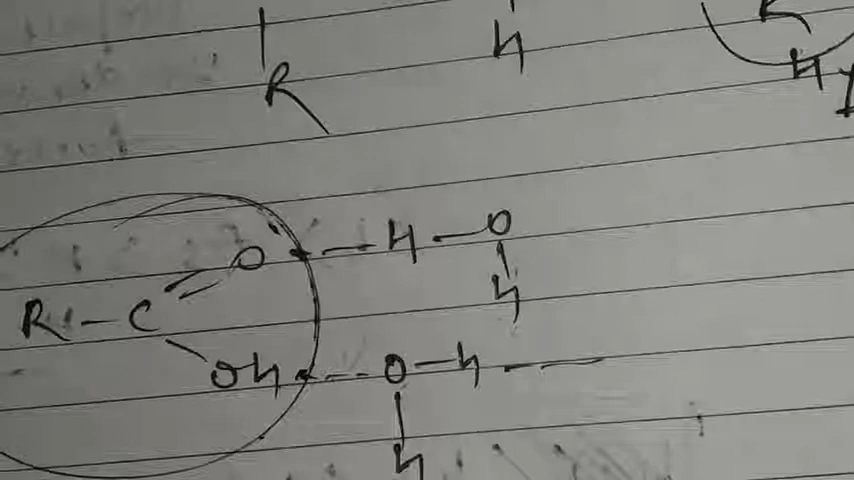 R H R
H
O --- H - O
R - C H
OH --- O - H ---
H